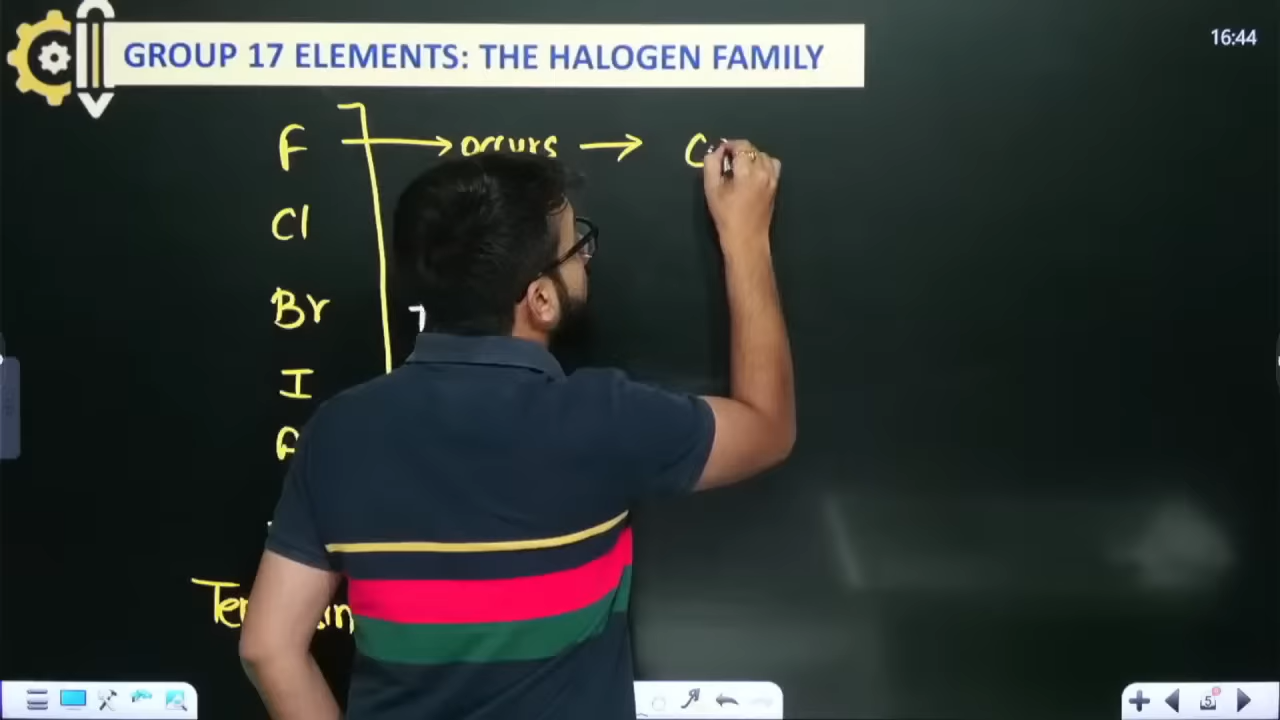 GROUP 17 ELEMENTS: THE HALOGEN FAMILY
16:44
F → occurs →
Cl
Br
I